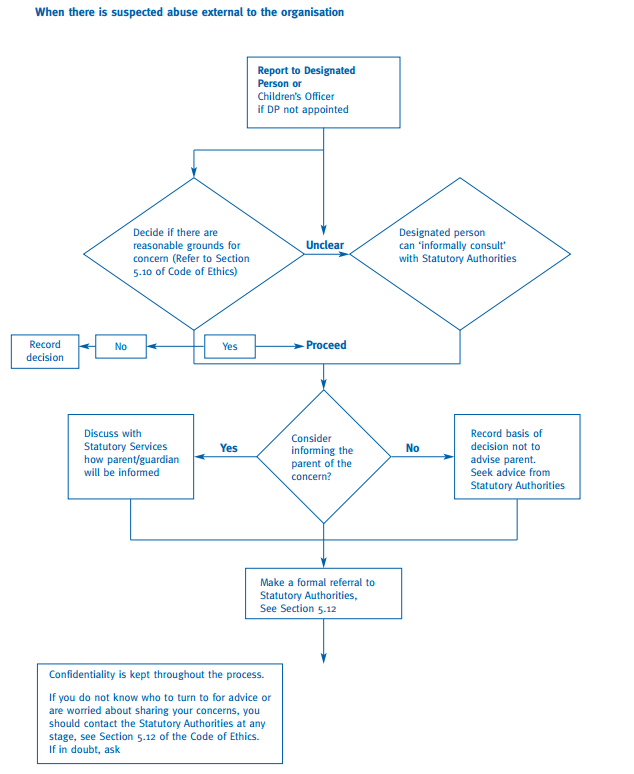 When there is suspected abuse external to the organisation
Report to Designated
Person or
Children's Officer
if DP not appointed
Decide if there are
reasonable grounds for
concern (Refer to Section
5.10 of Code of Ethics)
Unclear
Designated person
can ‘informally consult’
with Statutory Authorities
Record
decision
No
Yes
Proceed
Discuss with
Statutory Services
how parent/guardian
will be informed
Yes
Consider
informing the
parent of the
concern?
No
Record basis of
decision not to
advise parent.
Seek advice from
Statutory Authorities
Make a formal referral to
Statutory Authorities,
See Section 5.12
Confidentiality is kept throughout the process.
If you do not know who to turn to for advice or
are worried about sharing your concerns, you
should contact the Statutory Authorities at any
stage, see Section 5.12 of the Code of Ethics.
If in doubt, ask